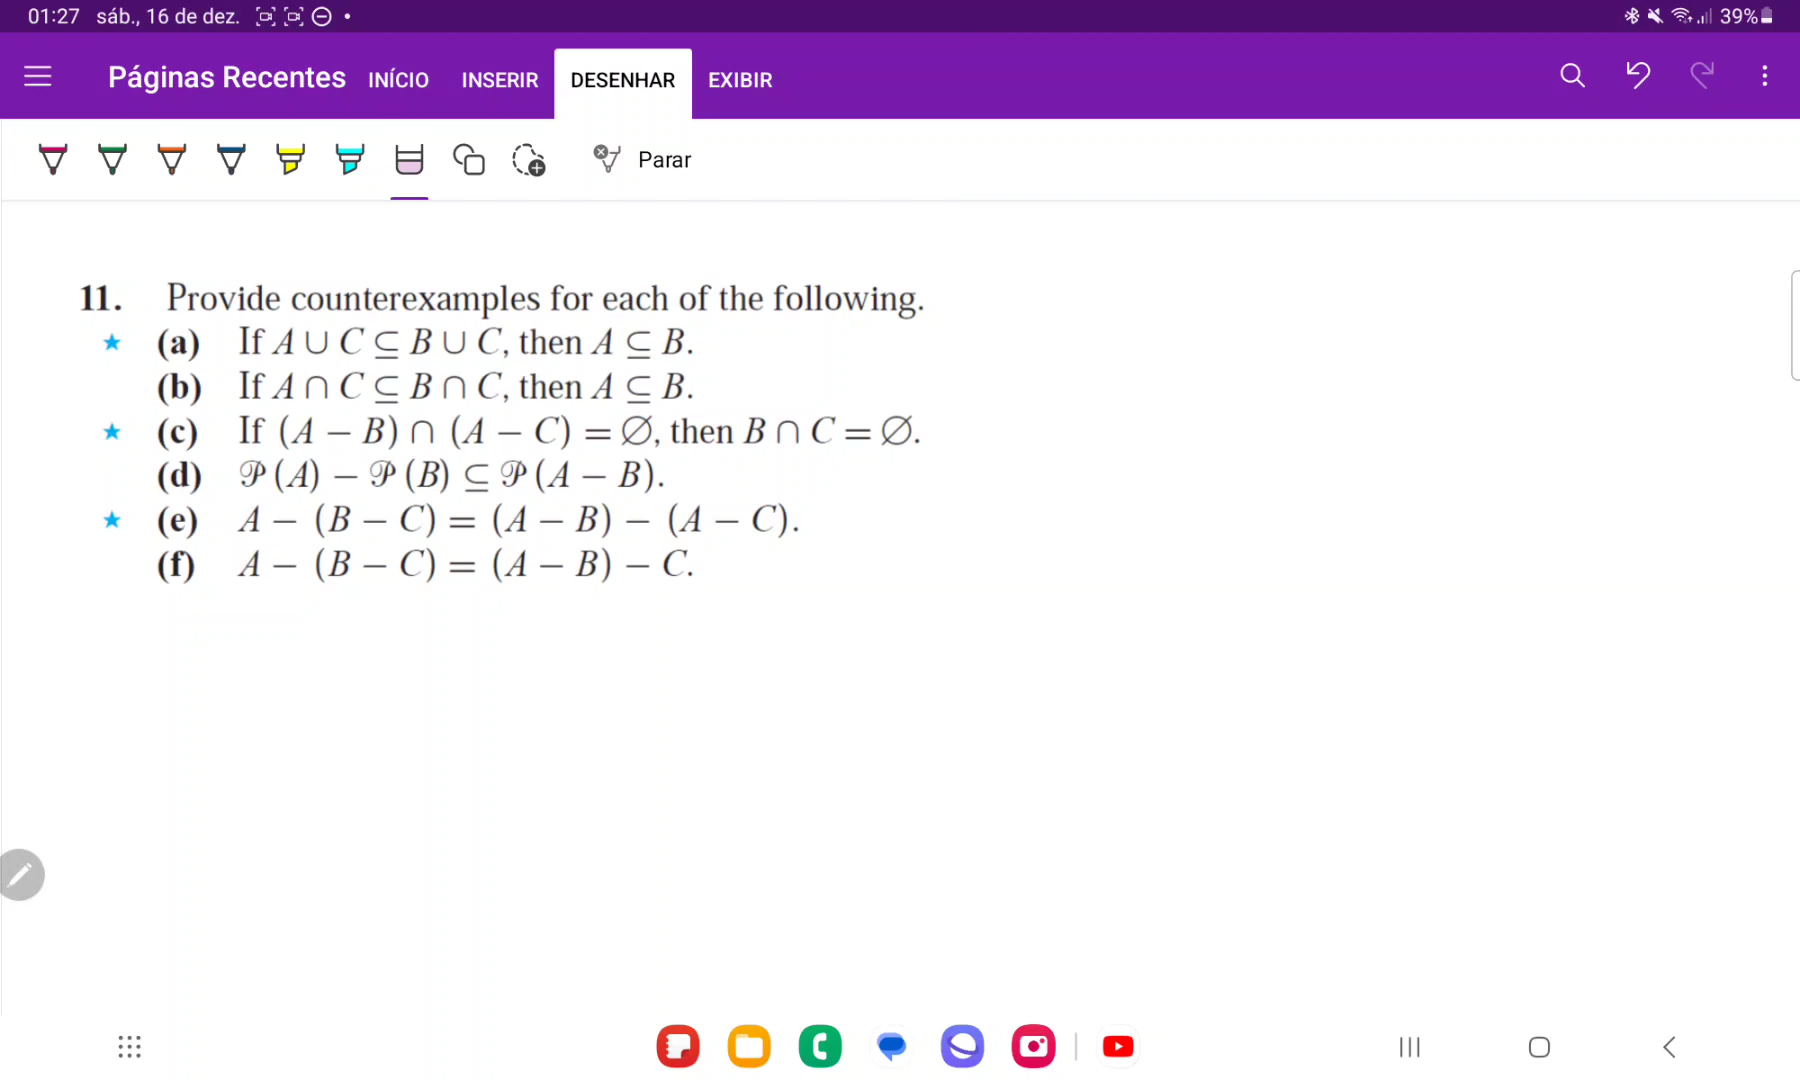 01:27 sáb., 16 de dez. 39%
Páginas Recentes INÍCIO INSERIR DESENHAR EXIBIR
Parar
11. Provide counterexamples for each of the following.
★ (a) If A ∪ C ⊆ B ∪ C, then A ⊆ B.
(b) If A ∩ C ⊆ B ∩ C, then A ⊆ B.
★ (c) If (A − B) ∩ (A − C) = ∅, then B ∩ C = ∅.
(d) 𝒫(A) − 𝒫(B) ⊆ 𝒫(A − B).
★ (e) A − (B − C) = (A − B) − (A − C).
(f) A − (B − C) = (A − B) − C.